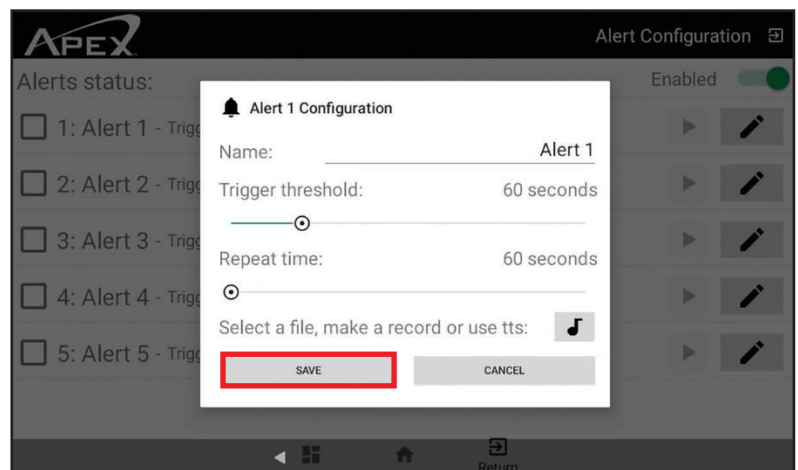 APEX
Alert Configuration
Alerts status:
Enabled
Alert 1 Configuration
1: Alert 1 - Trigg
Name: Alert 1
2: Alert 2 - Trigg
Trigger threshold: 60 seconds
3: Alert 3 - Trigg
Repeat time: 60 seconds
4: Alert 4 - Trigg
Select a file, make a record or use tts:
5: Alert 5 - Trigg
SAVE CANCEL
Return